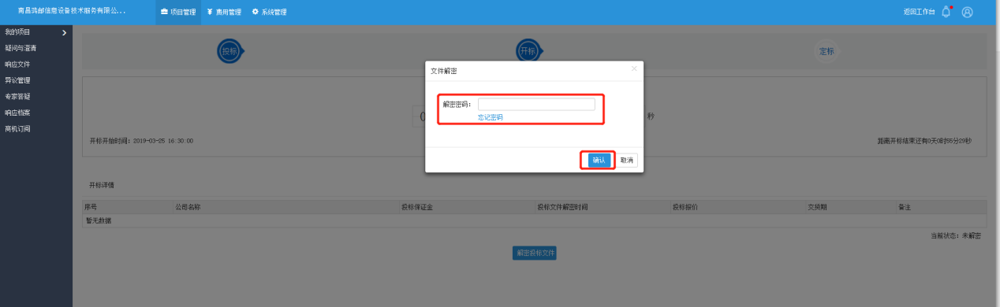 南昌鸿邮信息设备技术服务有限公... 项目管理 ¥ 费用管理 系统管理 返回工作台
我的项目
疑问与澄清
响应文件
异议管理
专家答疑
响应档案
商机订阅
投标 开标 定标
文件解密
解密密码：
忘记密码
0 秒
开标开始时间：2019-03-25 16:30:00 距离开标结束还有0天0时55分29秒
确认 取消
开标详情
序号 公司名称 投标保证金 投标文件解密时间 投标报价 交货期 备注
暂无数据
当前状态：未解密
解密投标文件